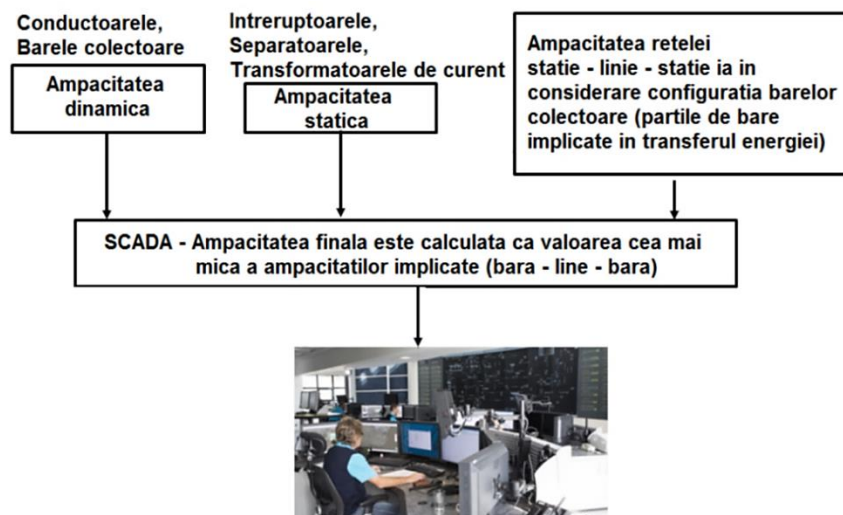 Conductoarele,
Barele colectoare
Ampacitatea
dinamica
Intreruptoarele,
Separatoarele,
Transformatoarele de curent
Ampacitatea
statica
Ampacitatea retelei
statie - linie - statie ia in
considerare configuratia barelor
colectoare (partile de bare
implicate in transferul energiei)
SCADA - Ampacitatea finala este calculata ca valoarea cea mai
mica a ampacitatilor implicate (bara - line - bara)